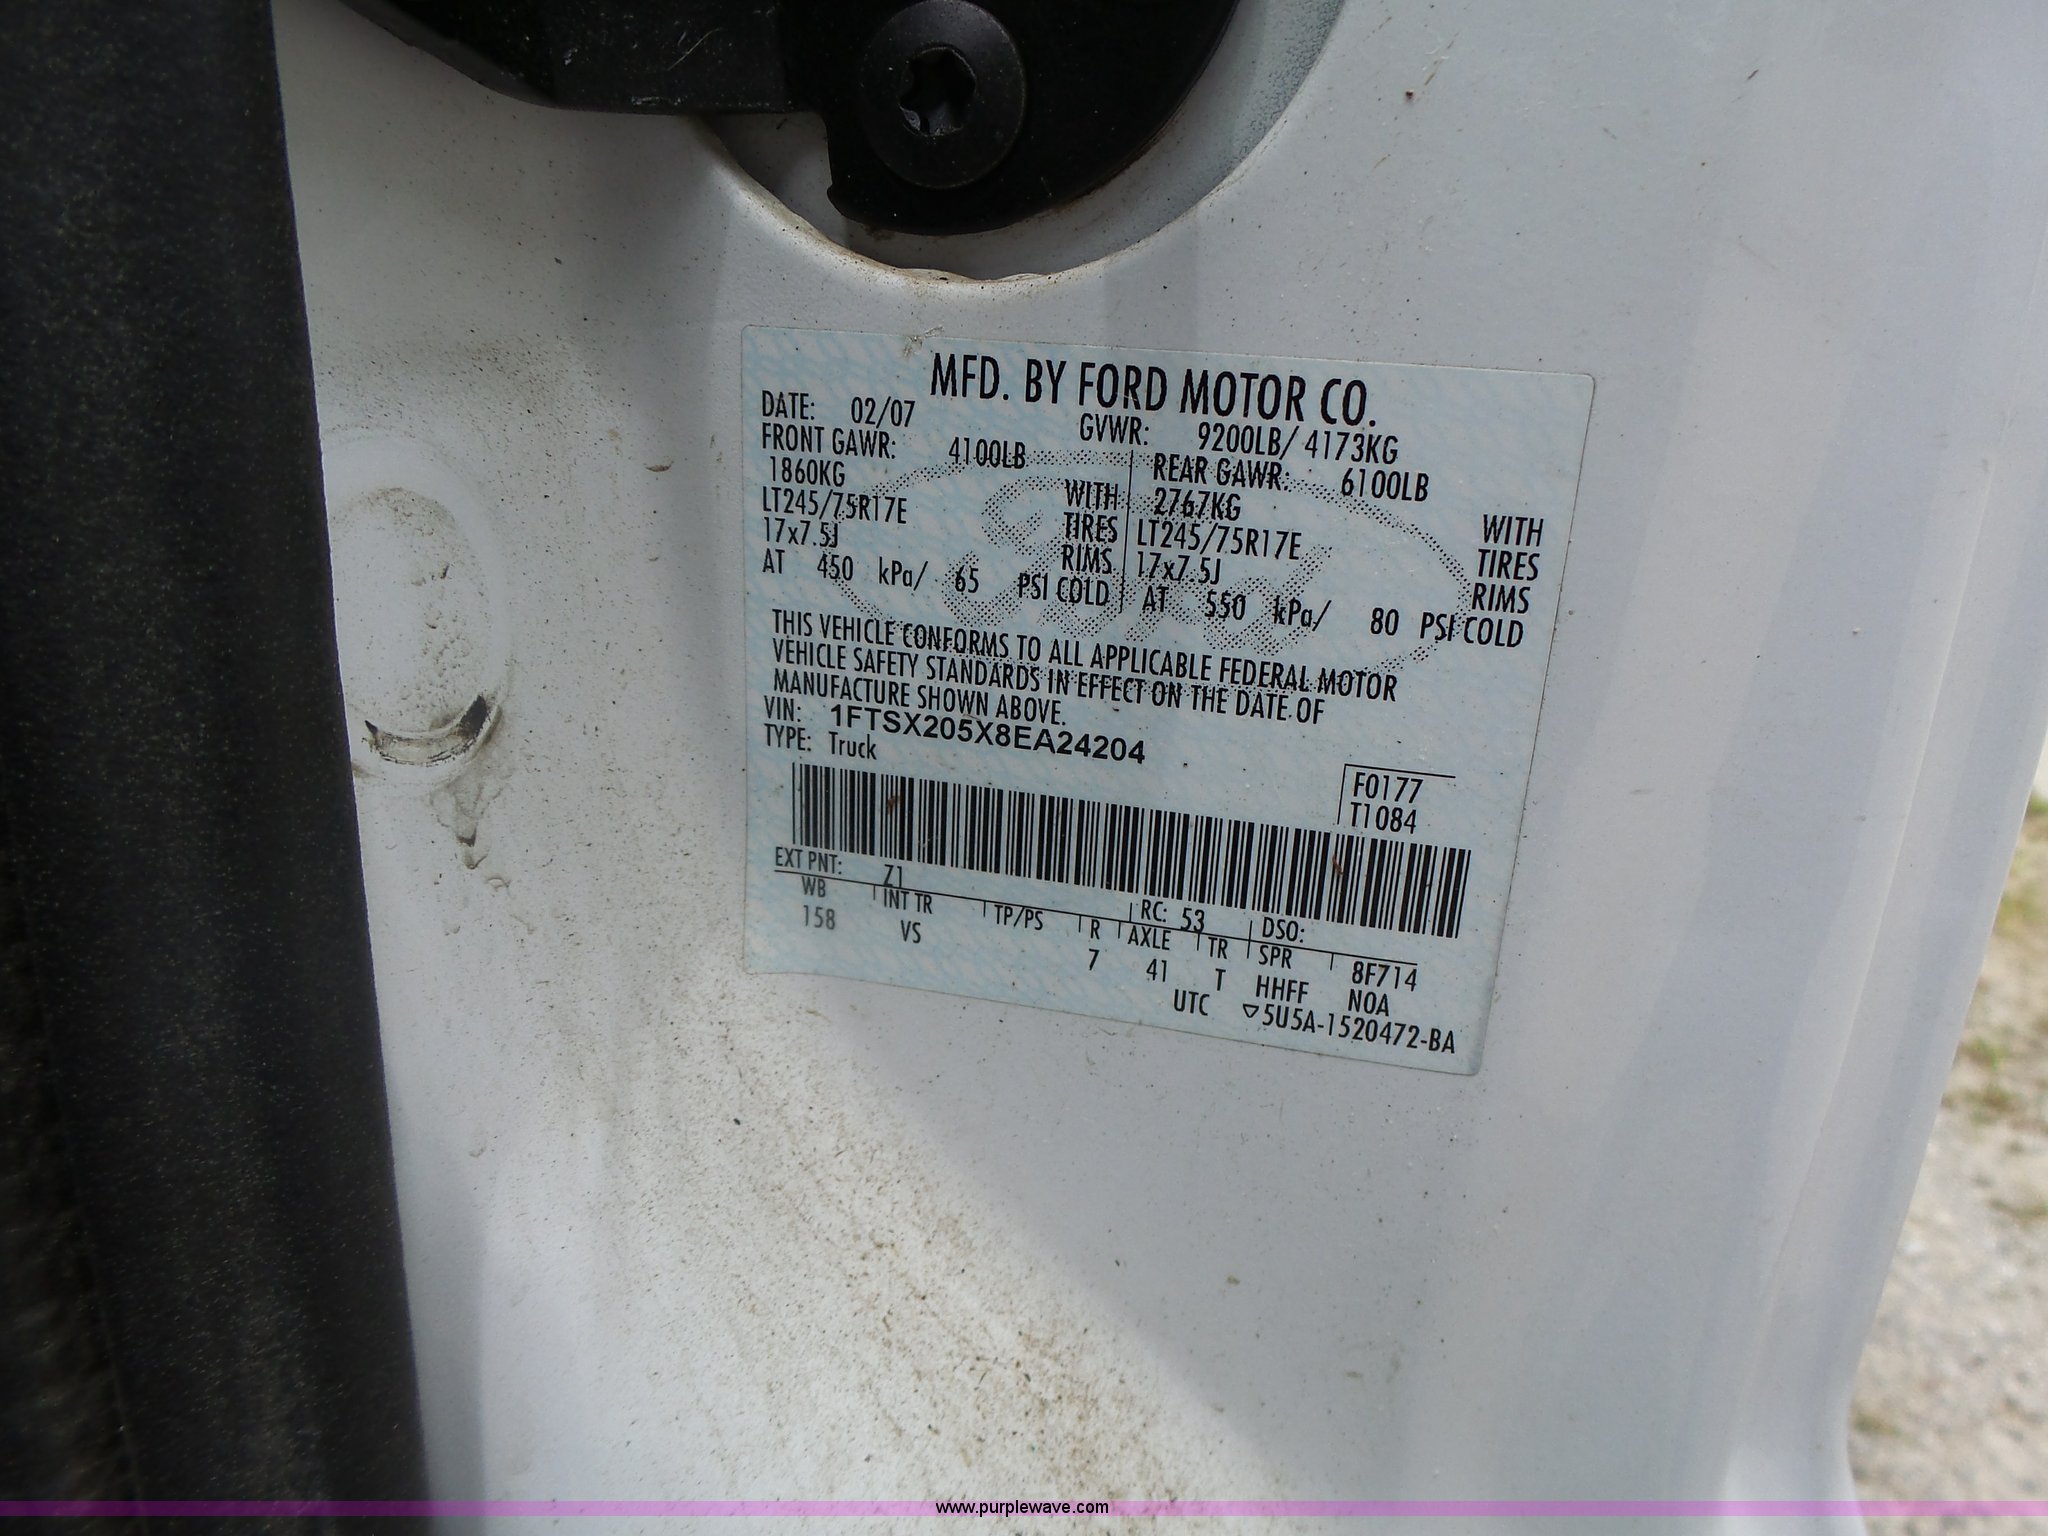 MFD. BY FORD MOTOR CO.
DATE: 02/07 GVWR: 9200LB/ 4173KG
FRONT GAWR: 4100LB REAR GAWR: 6100LB
1860KG WITH 2767KG WITH
LT245/75R17E TIRES LT245/75R17E TIRES
17x7.5J RIMS 17x7.5J RIMS
AT 450 kPa/ 65 PSI COLD AT 550 kPa/ 80 PSI COLD
THIS VEHICLE CONFORMS TO ALL APPLICABLE FEDERAL MOTOR
VEHICLE SAFETY STANDARDS IN EFFECT ON THE DATE OF
MANUFACTURE SHOWN ABOVE.
VIN: 1FTSX205X8EA24204
TYPE: Truck
F0177
T1084
EXT PNT: Z1 RC: 53 DSO:
WB INT TR TP/PS R AXLE TR SPR 8F714
158 VS 7 41 T HHFF NOA
UTC ▽5U5A-1520472-BA
Ford
www.purplewave.com